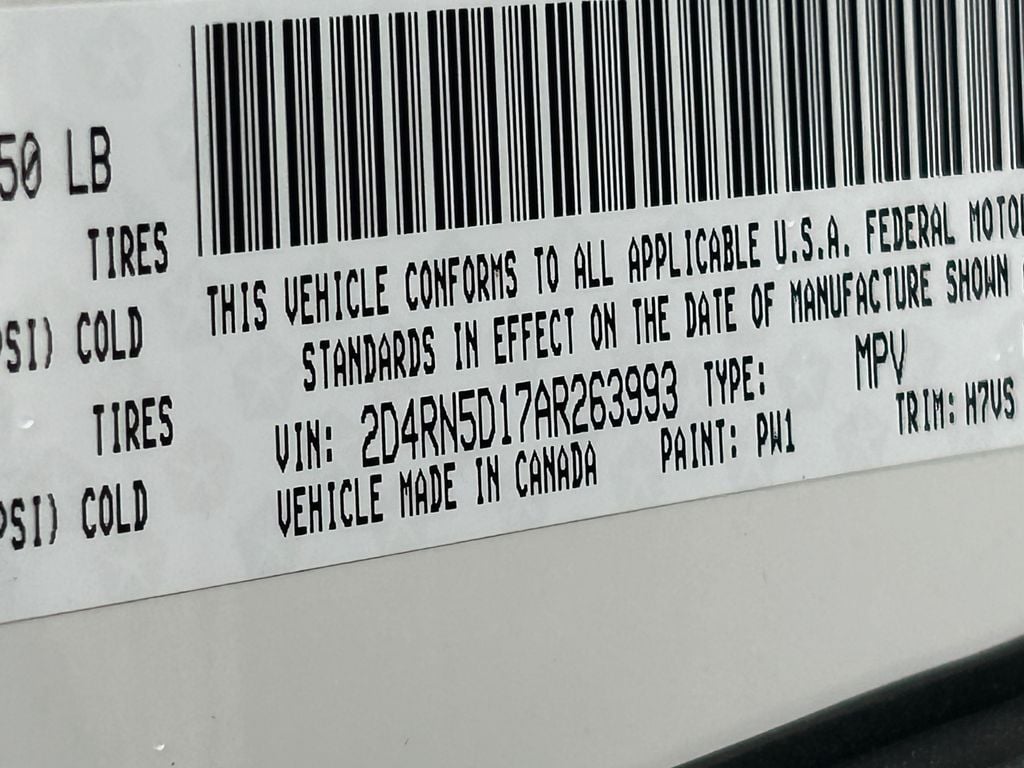 50 LB
TIRES
PSI) COLD
TIRES
PSI) COLD
THIS VEHICLE CONFORMS TO ALL APPLICABLE U.S.A. FEDERAL MOTOR
STANDARDS IN EFFECT ON THE DATE OF MANUFACTURE SHOWN
VIN: 2D4RN5D17AR263993 TYPE: MPV
VEHICLE MADE IN CANADA PAINT: PW1 TRIM: H7VS